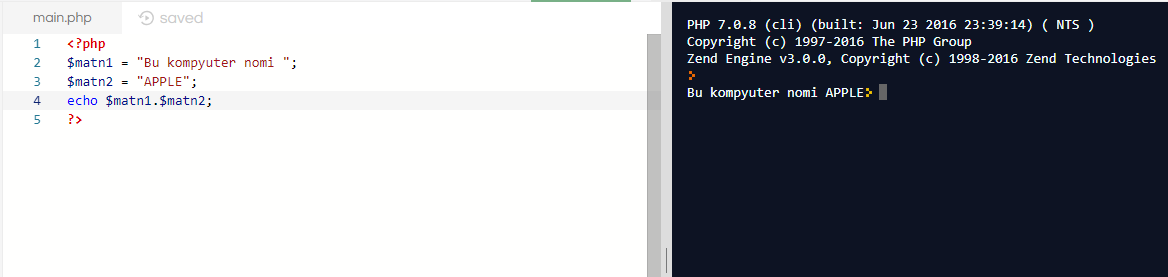 main.php saved
1 <?php
2 $matn1 = "Bu kompyuter nomi ";
3 $matn2 = "APPLE";
4 echo $matn1.$matn2;
5 ?>
PHP 7.0.8 (cli) (built: Jun 23 2016 23:39:14) ( NTS )
Copyright (c) 1997-2016 The PHP Group
Zend Engine v3.0.0, Copyright (c) 1998-2016 Zend Technologies
Bu kompyuter nomi APPLE